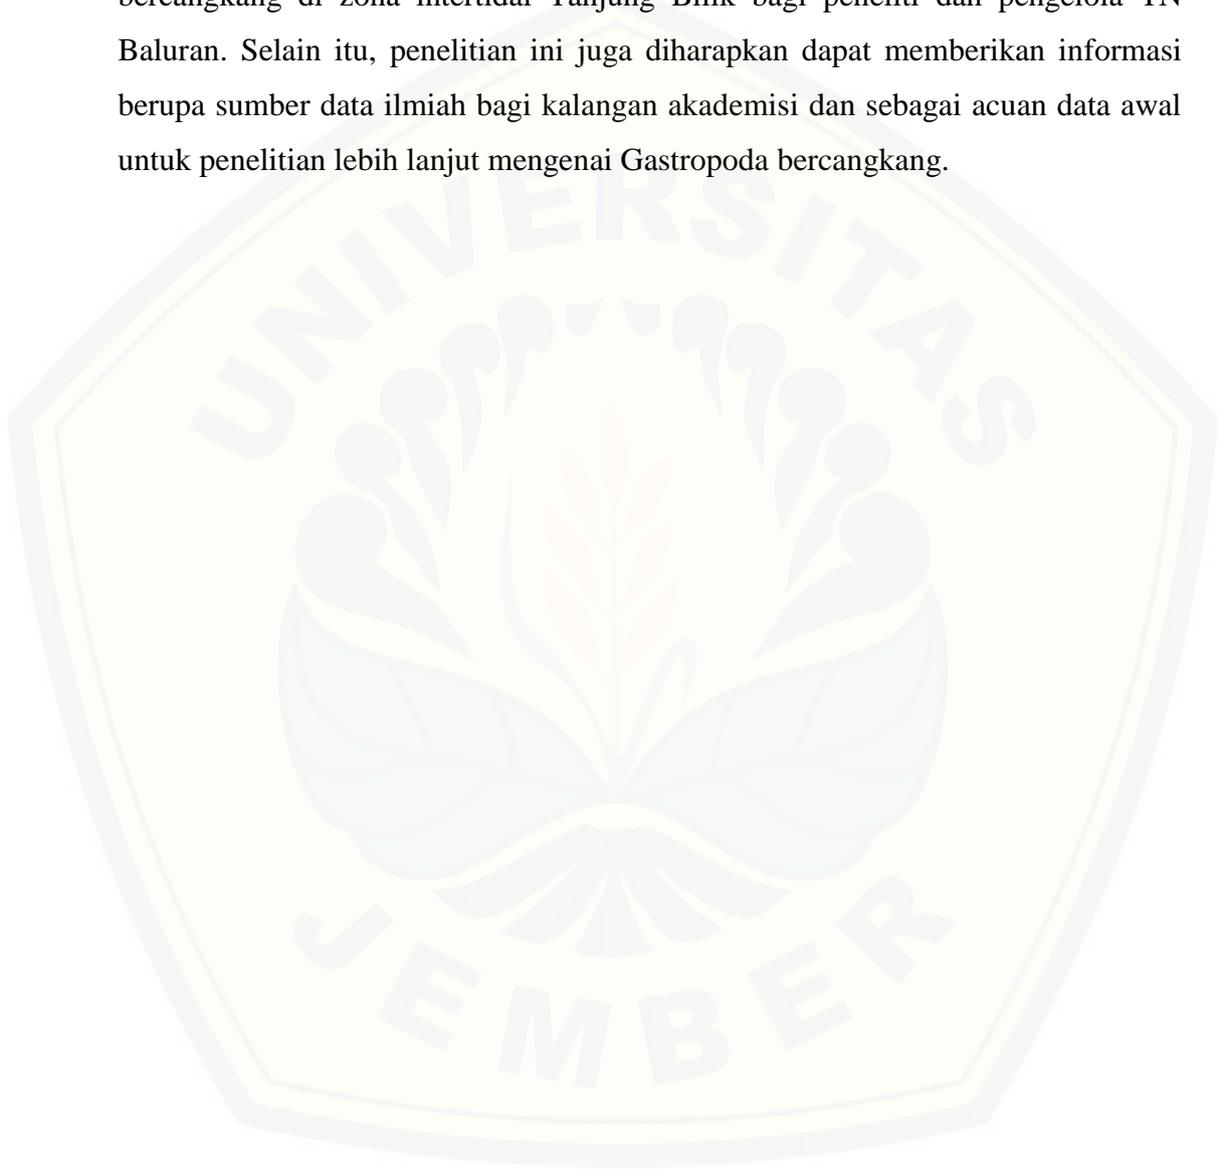 bercangkang di zona intertidal Tanjung Bilik bagi peneliti dan pengelola TN
Baluran. Selain itu, penelitian ini juga diharapkan dapat memberikan informasi
berupa sumber data ilmiah bagi kalangan akademisi dan sebagai acuan data awal
untuk penelitian lebih lanjut mengenai Gastropoda bercangkang.
UNIVERSITAS
JEMBER